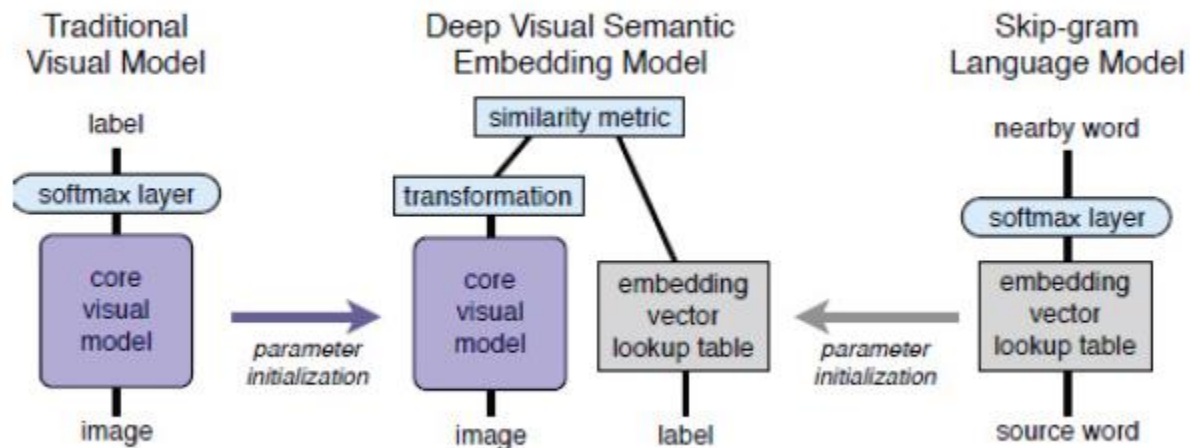 Traditional
Visual Model
label
softmax layer
core
visual
model
image
parameter
initialization
Deep Visual Semantic
Embedding Model
similarity metric
transformation
core
visual
model
image
embedding
vector
lookup table
label
parameter
initialization
Skip-gram
Language Model
nearby word
softmax layer
embedding
vector
lookup table
source word